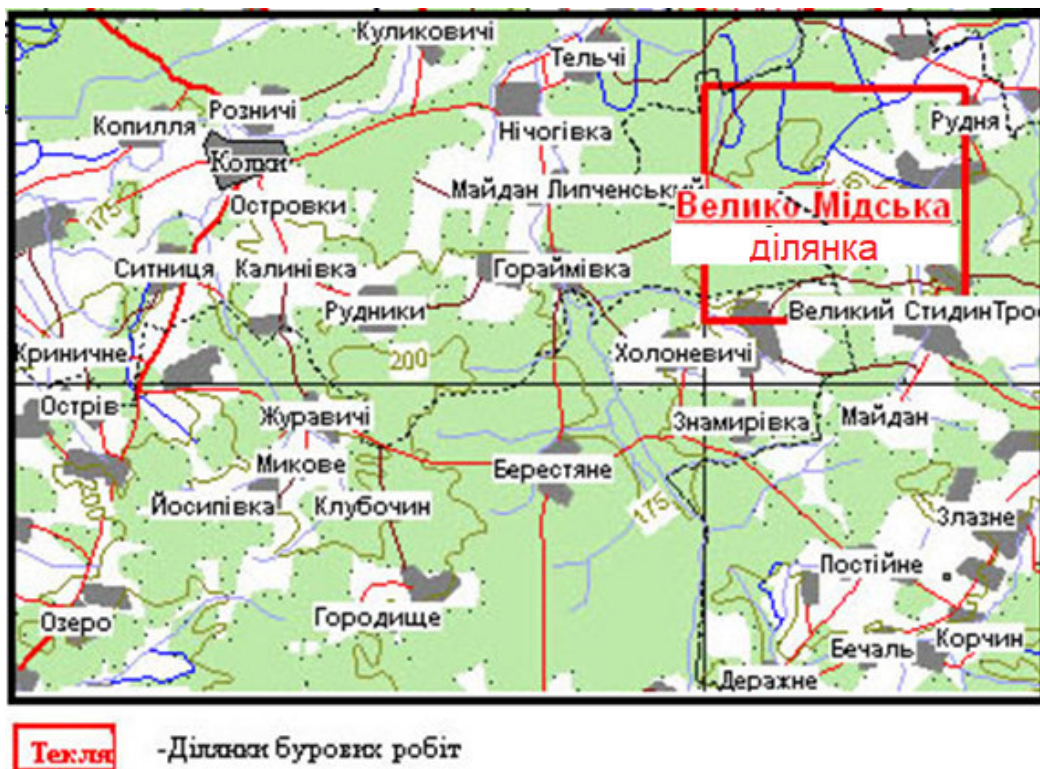 Куликовичі
Тельчі
Розничі
Копилля
Нічогівка
Рудня
Колки
Майдан Липченський
Велико Мідська
ділянка
Островки
175
Ситниця
Калинівка
Гораймівка
Рудники
Великий Стидин
Трос
Криничне
200
Холоневичі
Острів
Журавичі
Знамирівка
Майдан
Микове
Берестяне
Йосипівка
Клубочин
175
Злазне
Постійне
Озеро
Городище
Бечаль
Корчин
Деражне
Текля
-Ділянки бурових робіт